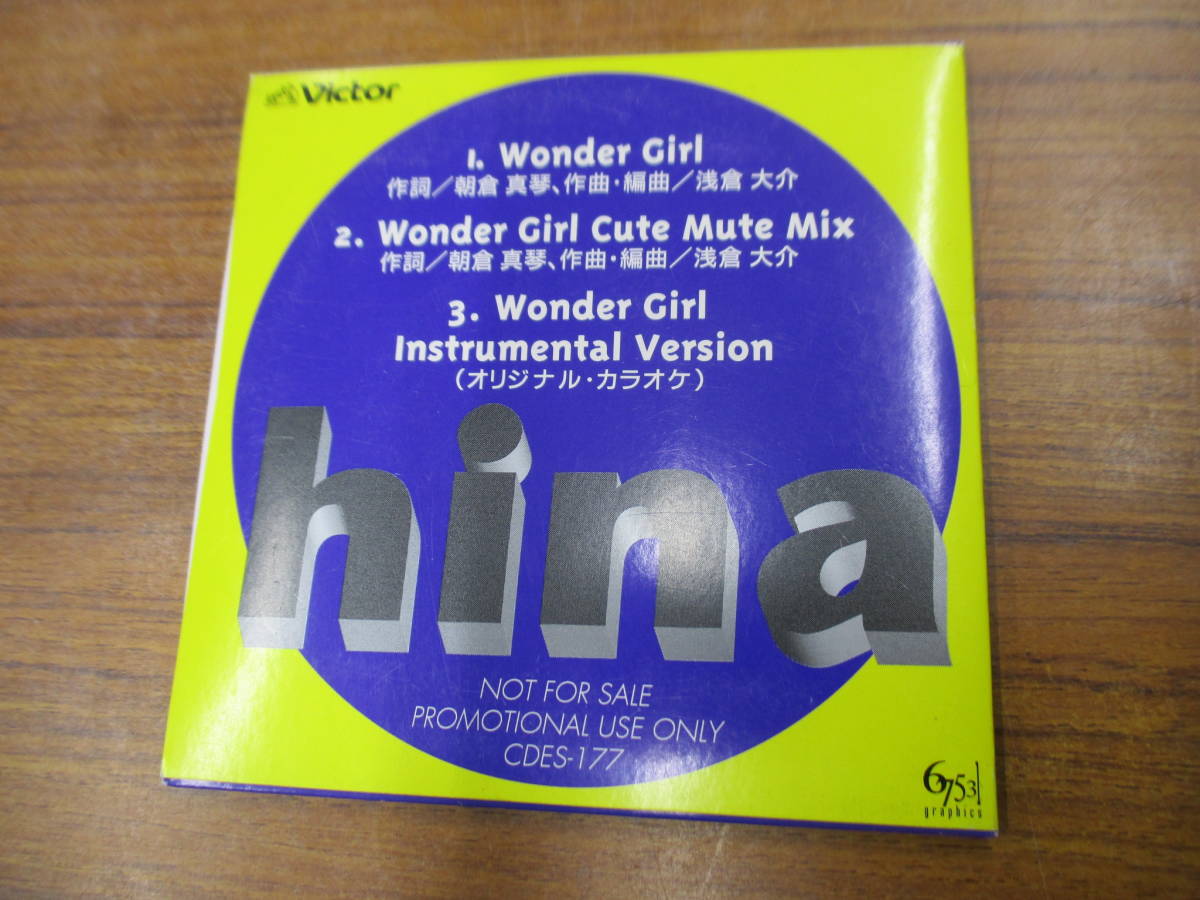 Victor
1. Wonder Girl
作詞／朝倉 真琴、作曲・編曲／浅倉 大介
2. Wonder Girl Cute Mute Mix
作詞／朝倉 真琴、作曲・編曲／浅倉 大介
3. Wonder Girl
Instrumental Version
（オリジナル・カラオケ）
hina
NOT FOR SALE
PROMOTIONAL USE ONLY
CDES-177
67531
graphics